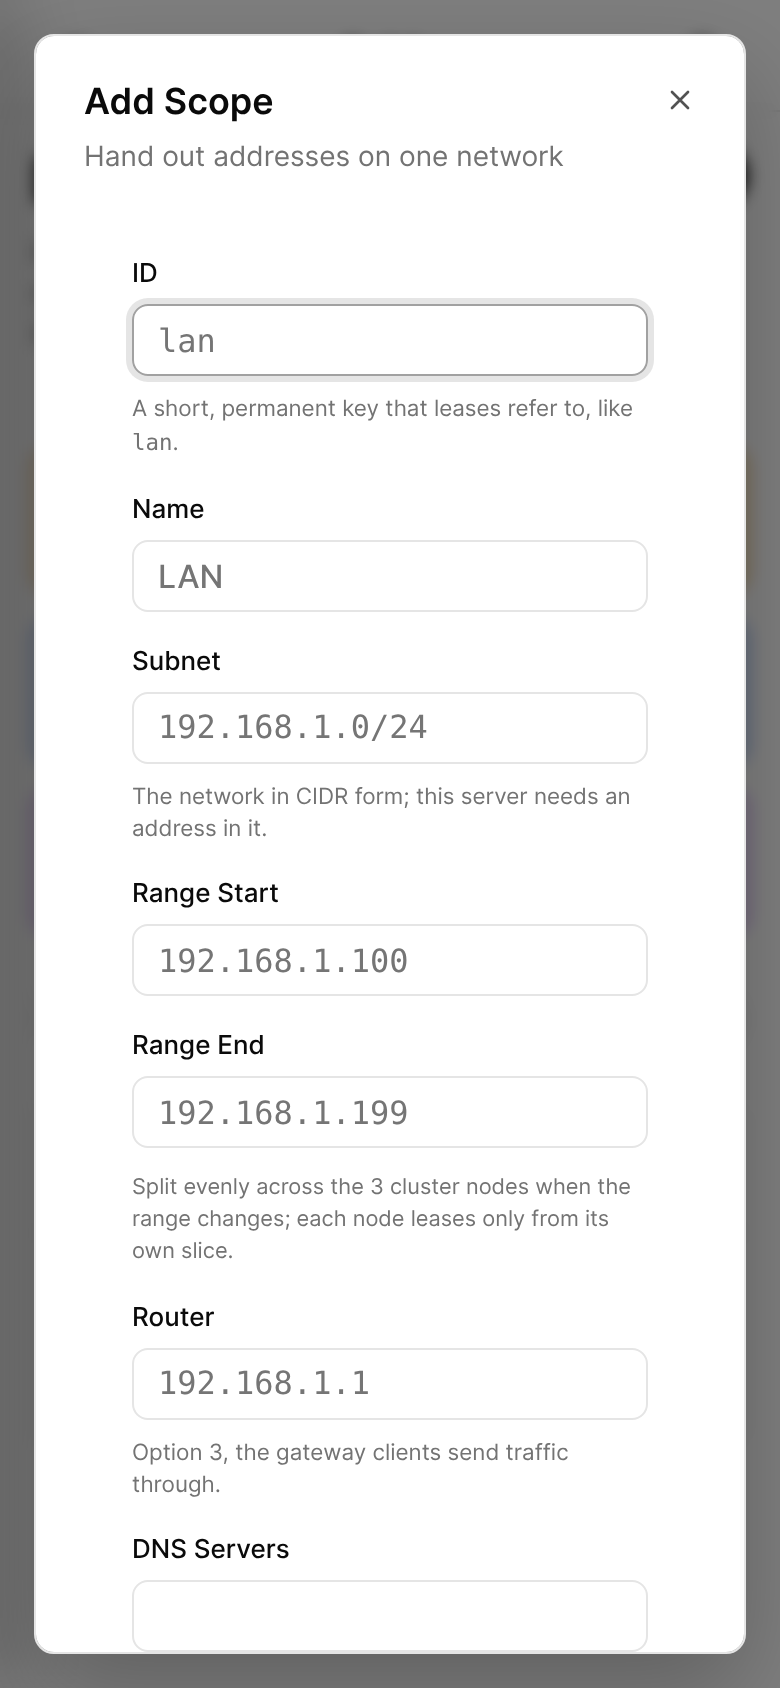 Add Scope
Hand out addresses on one network
ID
lan
A short, permanent key that leases refer to, like
lan.
Name
LAN
Subnet
192.168.1.0/24
The network in CIDR form; this server needs an
address in it.
Range Start
192.168.1.100
Range End
192.168.1.199
Split evenly across the 3 cluster nodes when the
range changes; each node leases only from its
own slice.
Router
192.168.1.1
Option 3, the gateway clients send traffic
through.
DNS Servers